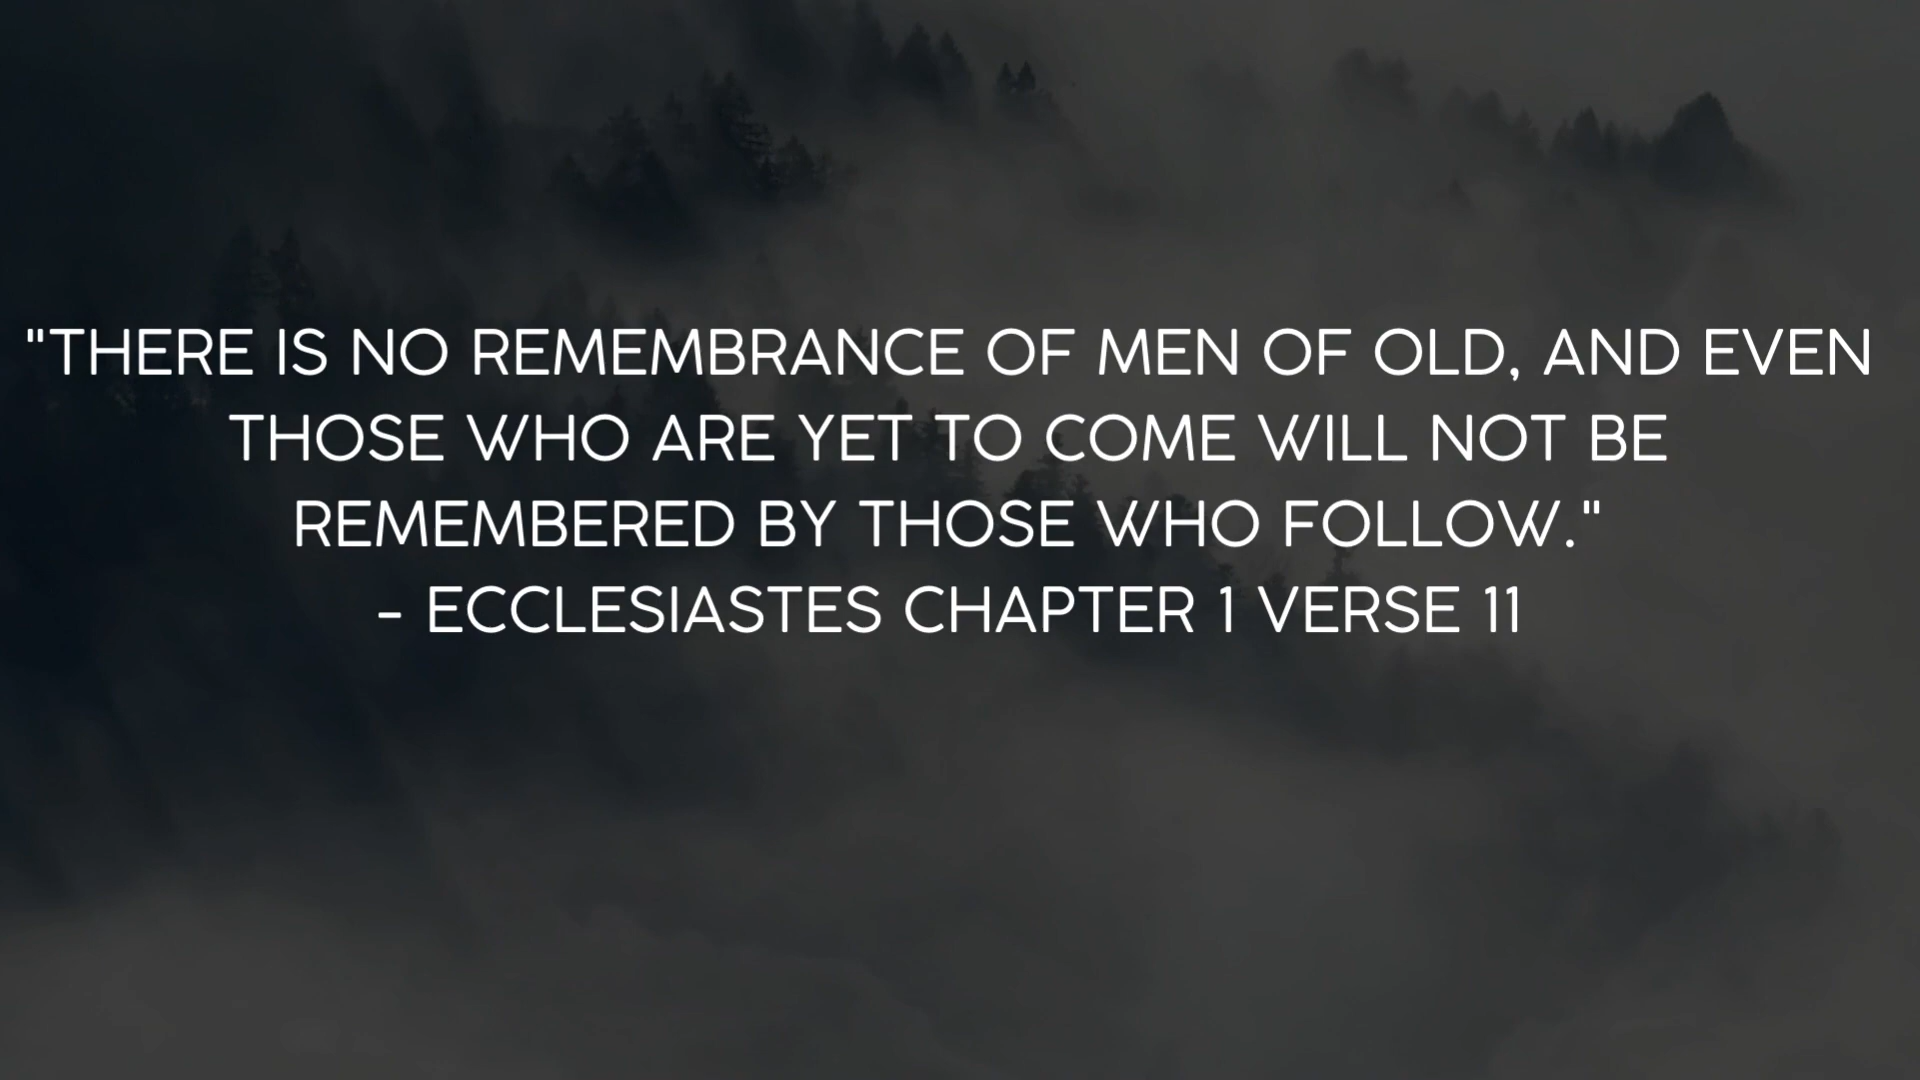 "THERE IS NO REMEMBRANCE OF MEN OF OLD, AND EVEN
THOSE WHO ARE YET TO COME WILL NOT BE
REMEMBERED BY THOSE WHO FOLLOW."
- ECCLESIASTES CHAPTER 1 VERSE 11